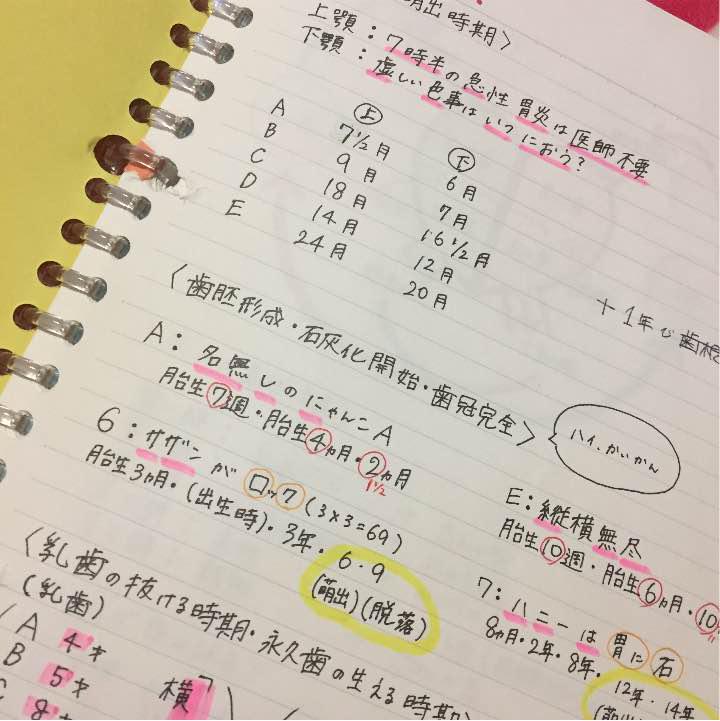 萌出時期〉
上顎：7時半の急性胃炎は医師不要
下顎：虚しい色事はいつにおう？
上 下
A 7 1/2月 6月
B 9月 7月
C 18月 16 1/2月
D 14月 12月
E 24月 20月
+1年で歯根
〈歯胚形成・石灰化開始・歯冠完全〉
A：名無しのにゃんこA
胎生7週・胎生4ヵ月・2ヵ月
1 1/2
ハイ、かいかん
6：サザンがロック（3×3=6９）
胎生3ヵ月・(出生時)・3年・6・9
(萌出)(脱落)
E：縦横無尽
胎生10週・胎生6ヵ月・10
7：ハニーは胃に石
8ヵ月・2年・8年・12年・14年
(萌出
〈乳歯の抜ける時期・永久歯の生える時期〉
(乳歯)
A 4才
B 5才
C 8才
横